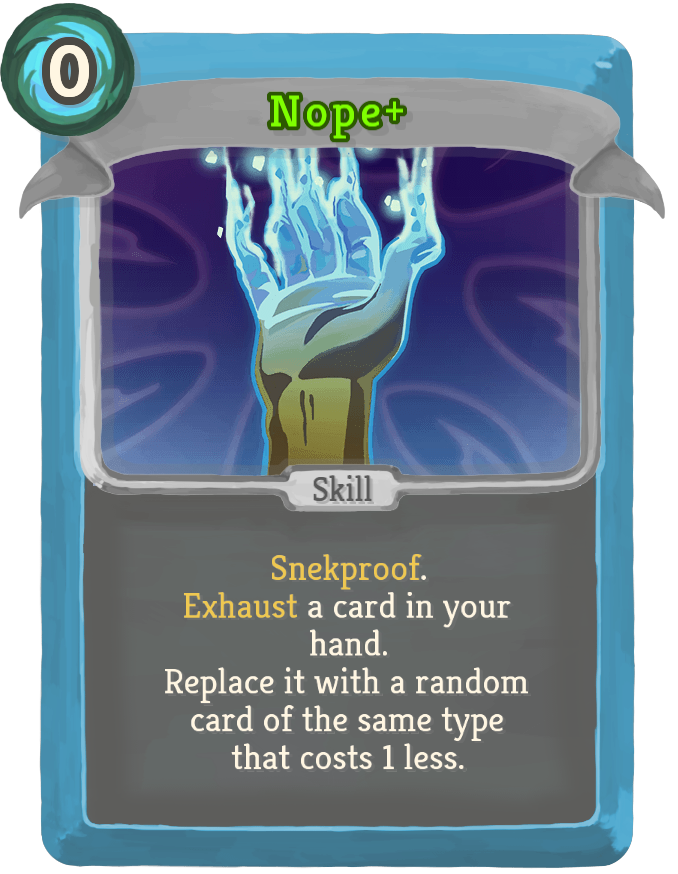 0
Nope+
Skill
Snekproof.
Exhaust a card in your
hand.
Replace it with a random
card of the same type
that costs 1 less.